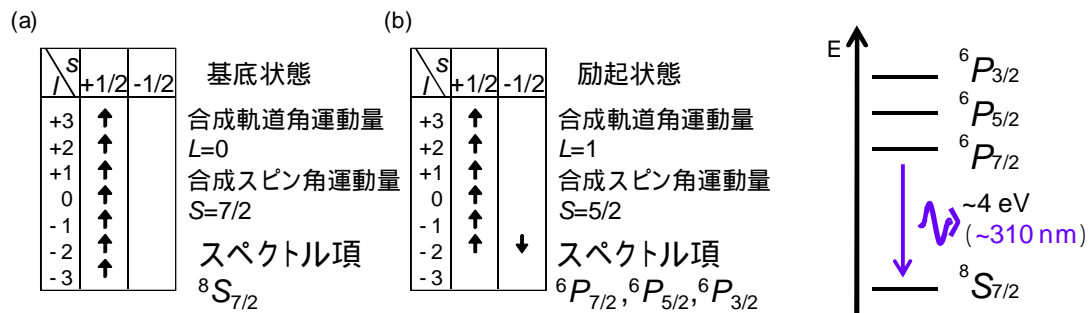 (a)
s
l
+1/2
-1/2
+3
+2
+1
0
- 1
- 2
- 3
基底状態
合成軌道角運動量
L=0
合成スピン角運動量
S=7/2
スペクトル項
⁸S₇/₂
(b)
s
l
+1/2
-1/2
+3
+2
+1
0
- 1
- 2
- 3
励起状態
合成軌道角運動量
L=1
合成スピン角運動量
S=5/2
スペクトル項
⁶P₇/₂,⁶P₅/₂,⁶P₃/₂
E
⁶P₃/₂
⁶P₅/₂
⁶P₇/₂
~4 eV
(~310 nm)
⁸S₇/₂